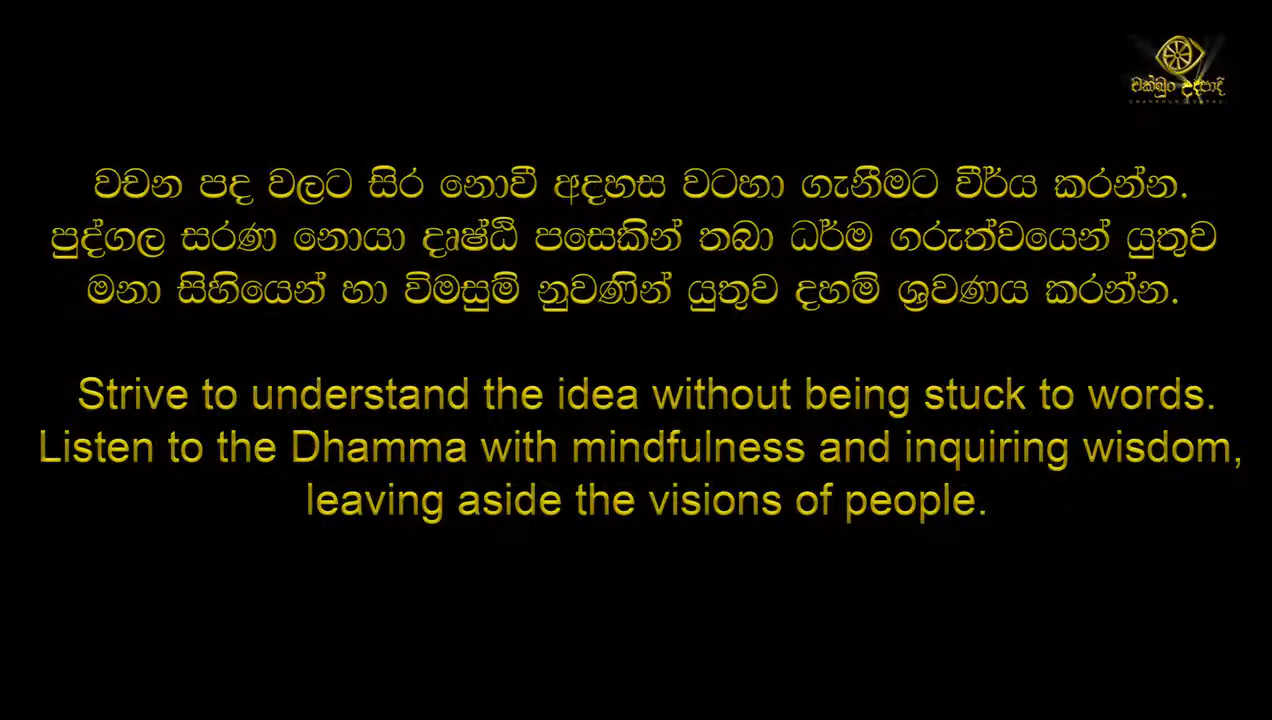 චක්ඛුං උදපාදි
වචන පද වලට සිර නොවී අදහස වටහා ගැනීමට වීර්ය කරන්න.
පුද්ගල සරණ නොයා දෘෂ්ඨි පසෙකින් තබා ධර්ම ගරුත්වයෙන් යුතුව
මනා සිහියෙන් හා විමසුම් නුවණින් යුතුව දහම් ශ්‍රවණය කරන්න.
Strive to understand the idea without being stuck to words.
Listen to the Dhamma with mindfulness and inquiring wisdom,
leaving aside the visions of people.